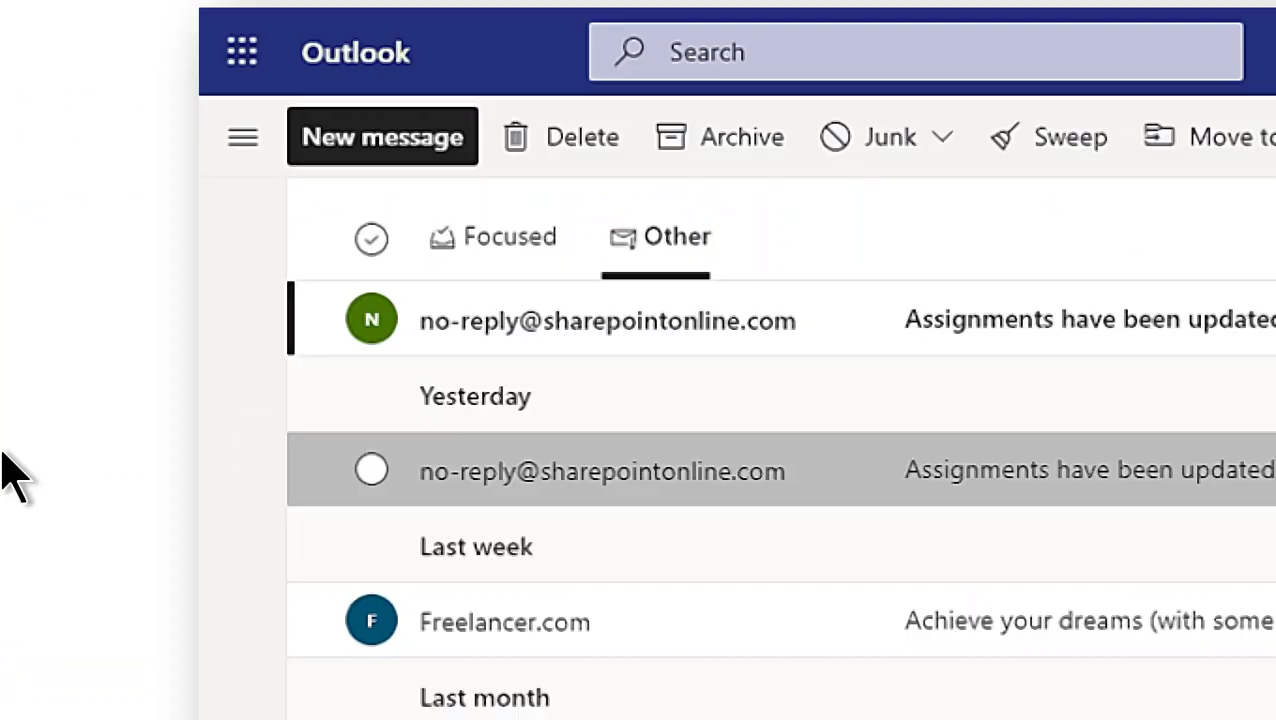 Outlook Search
New message Delete Archive Junk Sweep Move to
Focused Other
N no-reply@sharepointonline.com Assignments have been updated
Yesterday
no-reply@sharepointonline.com Assignments have been updated
Last week
F Freelancer.com Achieve your dreams (with some
Last month